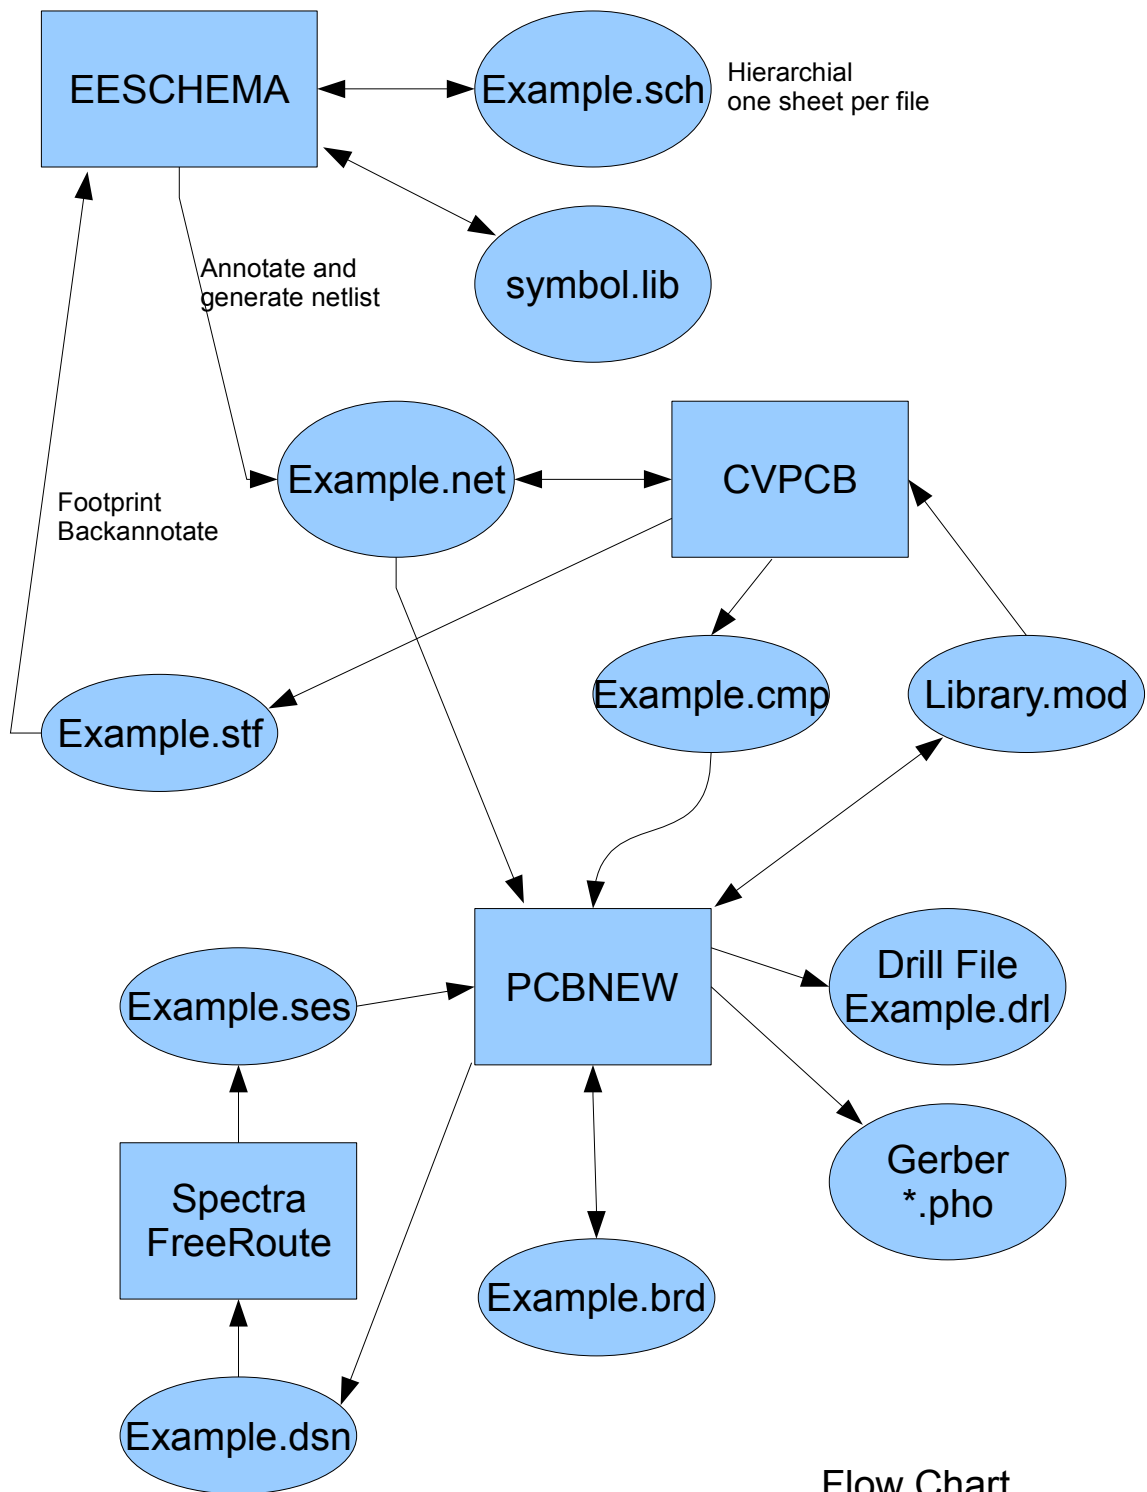 EESCHEMA
Example.sch
Hierarchial
one sheet per file
symbol.lib
Annotate and
generate netlist
Example.net
CVPCB
Footprint
Backannotate
Example.stf
Example.cmp
Library.mod
PCBNEW
Example.ses
Drill File
Example.drl
Spectra
FreeRoute
Gerber
*.pho
Example.brd
Example.dsn
Flow Chart